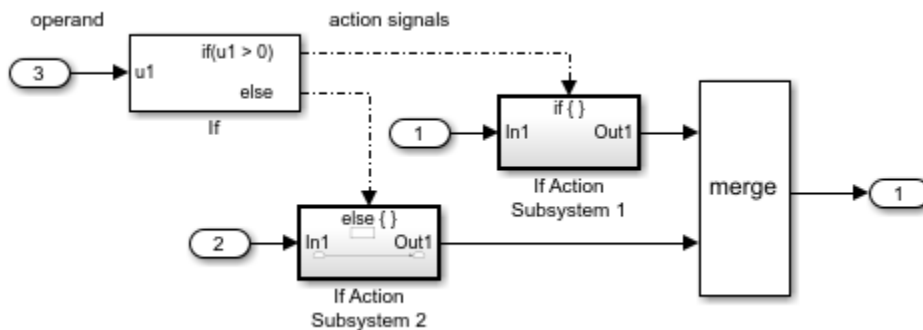 operand
action signals
if(u1 > 0)
3
u1
else
If
if { }
1
In1
Out1
If Action
Subsystem 1
merge
1
else { }
2
In1
Out1
If Action
Subsystem 2